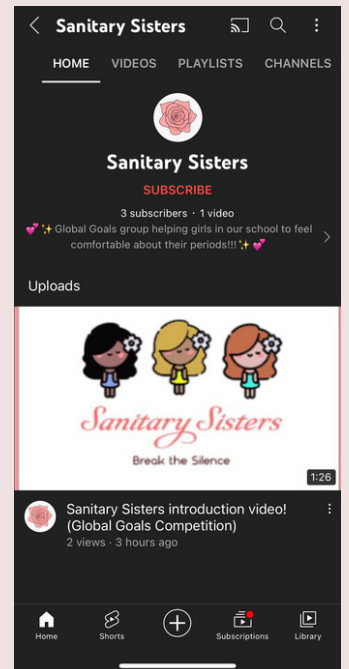 Sanitary Sisters
HOME VIDEOS PLAYLISTS CHANNELS
Sanitary Sisters
SUBSCRIBE
3 subscribers · 1 video
💕✨Global Goals group helping girls in our school to feel
comfortable about their periods!!!✨💕
Uploads
Sanitary Sisters
Break the Silence
1:26
Sanitary Sisters introduction video!
(Global Goals Competition)
2 views · 3 hours ago
Home Shorts Subscriptions Library